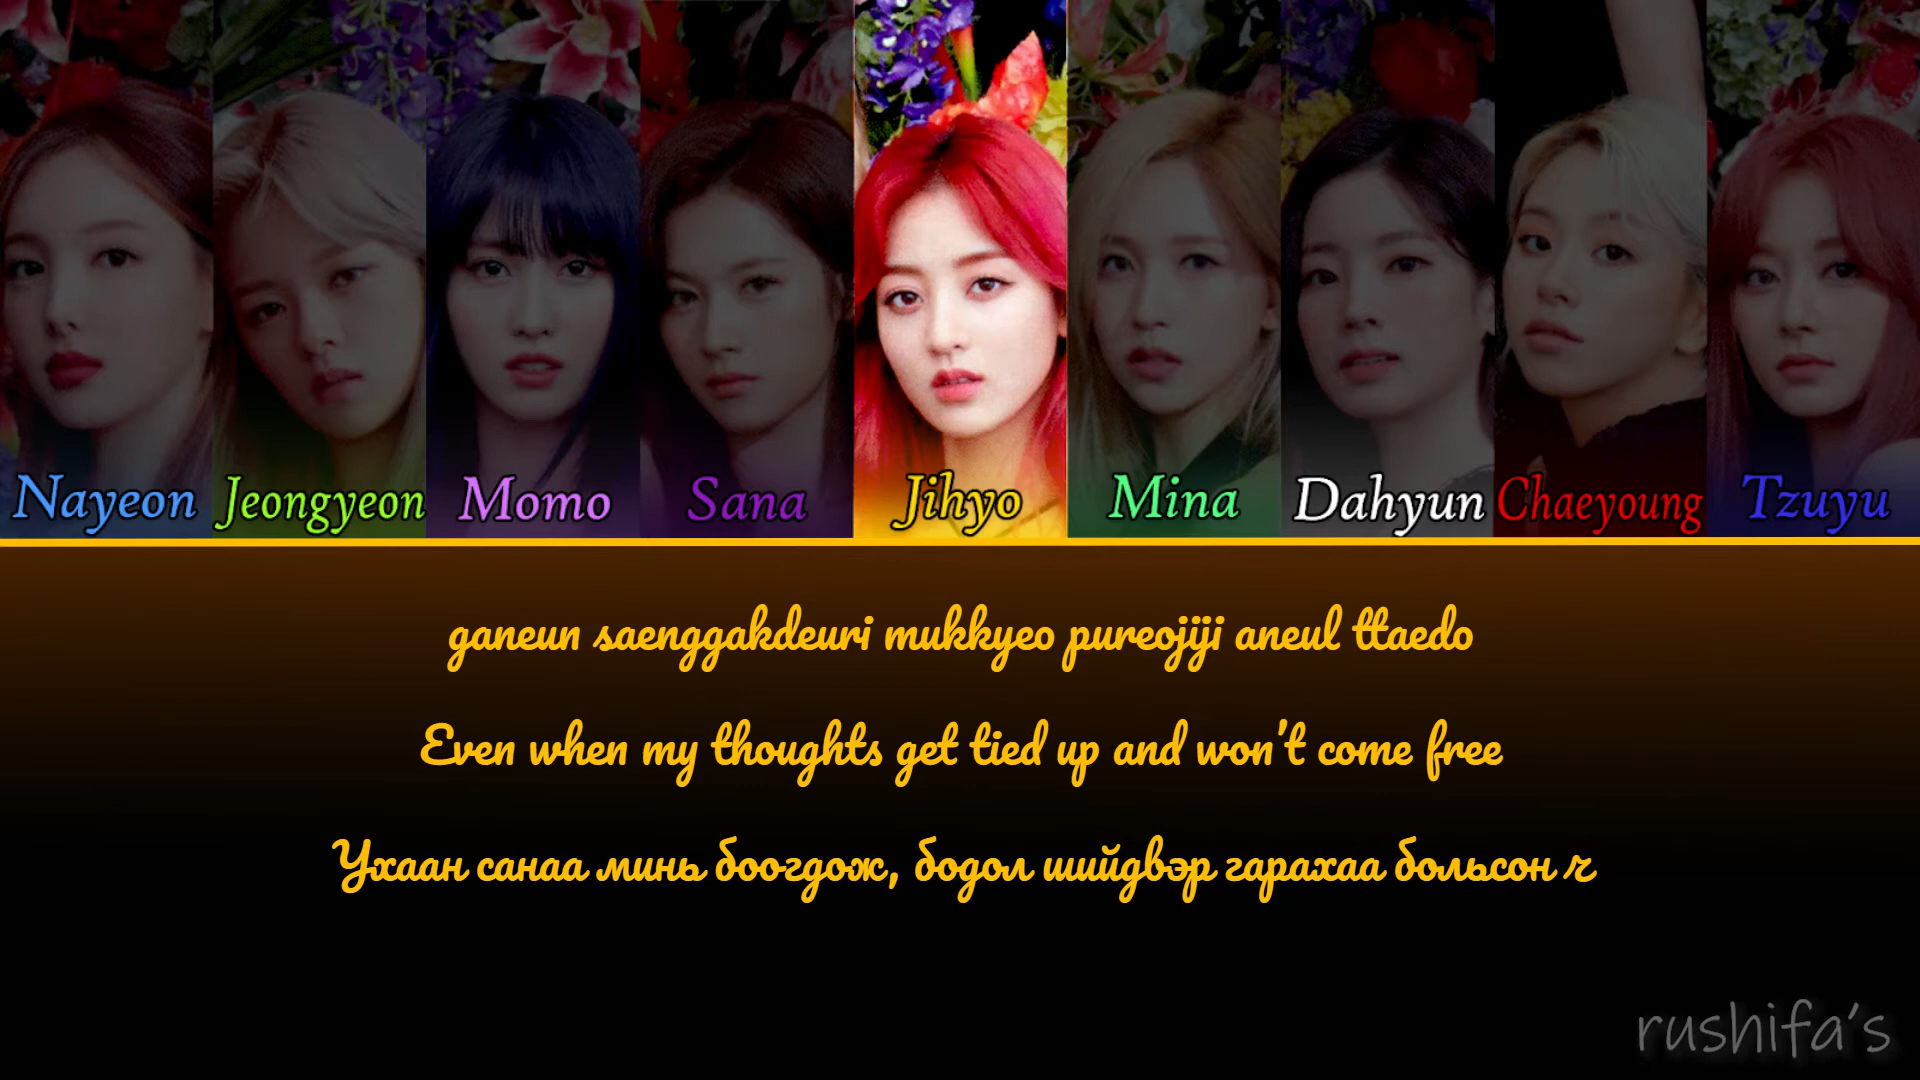 Nayeon Jeongyeon Momo Sana Jihyo Mina Dahyun Chaeyoung Tzuyu
ganeun saenggakdeuri mukkyeo pureojiji aneul ttaedo
Even when my thoughts get tied up and won't come free
Ухаан санаа минь боогдож, бодол шийдвэр гарахаа больсон ч
rushifa's